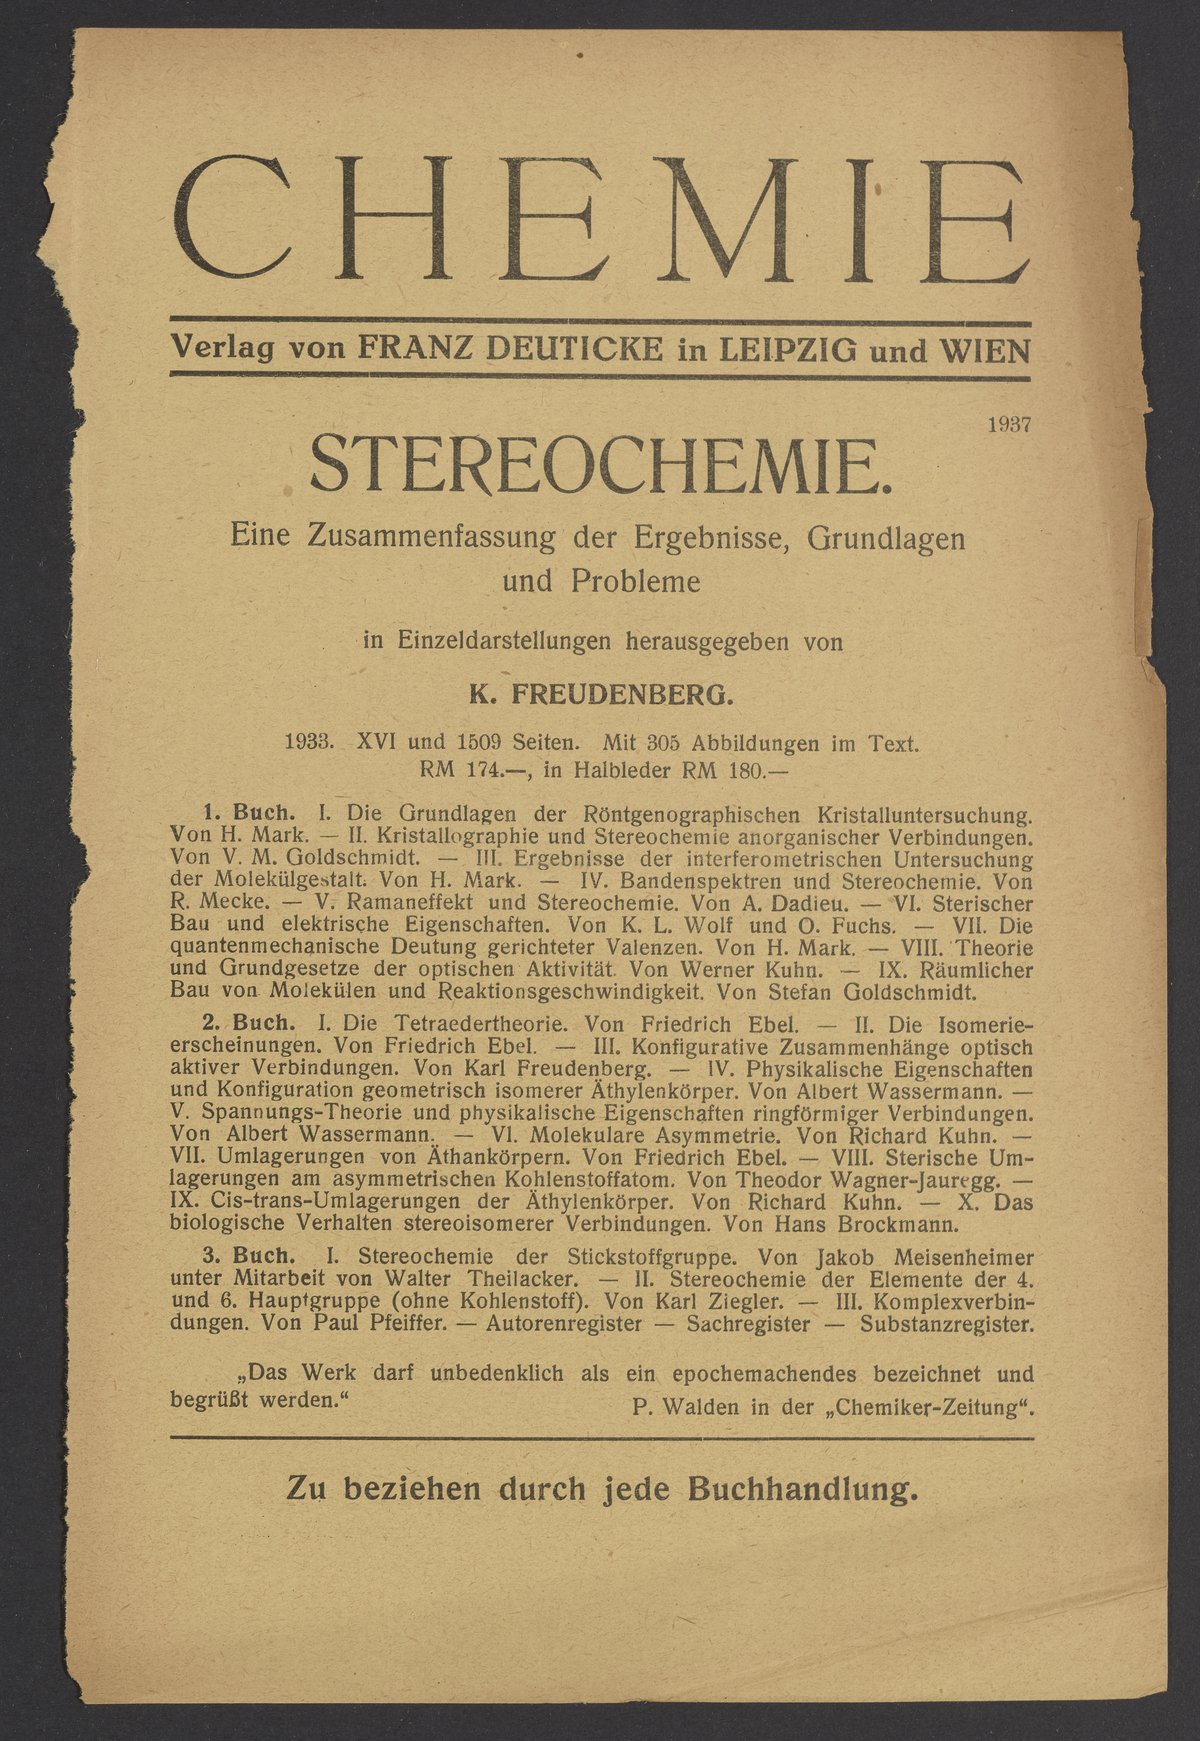 CHEMIE
Verlag von FRANZ DEUTICKE in LEIPZIG und WIEN
1937
STEREOCHEMIE.
Eine Zusammenfassung der Ergebnisse, Grundlagen
und Probleme
in Einzeldarstellungen herausgegeben von
K. FREUDENBERG.
1933. XVI und 1509 Seiten. Mit 305 Abbildungen im Text.
RM 174.—, in Halbleder RM 180.—
1. Buch. I. Die Grundlagen der Röntgenographischen Kristalluntersuchung.
Von H. Mark. — II. Kristallographie und Stereochemie anorganischer Verbindungen.
Von V. M. Goldschmidt. — III. Ergebnisse der interferometrischen Untersuchung
der Molekülgestalt. Von H. Mark. — IV. Bandenspektren und Stereochemie. Von
R. Mecke. — V. Ramaneffekt und Stereochemie. Von A. Dadieu. — VI. Sterischer
Bau und elektrische Eigenschaften. Von K. L. Wolf und O. Fuchs. — VII. Die
quantenmechanische Deutung gerichteter Valenzen. Von H. Mark. — VIII. Theorie
und Grundgesetze der optischen Aktivität. Von Werner Kuhn. — IX. Räumlicher
Bau von Molekülen und Reaktionsgeschwindigkeit. Von Stefan Goldschmidt.
2. Buch. I. Die Tetraedertheorie. Von Friedrich Ebel. — II. Die Isomerie-
erscheinungen. Von Friedrich Ebel. — III. Konfigurative Zusammenhänge optisch
aktiver Verbindungen. Von Karl Freudenberg. — IV. Physikalische Eigenschaften
und Konfiguration geometrisch isomerer Äthylenkörper. Von Albert Wassermann. —
V. Spannungs-Theorie und physikalische Eigenschaften ringförmiger Verbindungen.
Von Albert Wassermann. — VI. Molekulare Asymmetrie. Von Richard Kuhn. —
VII. Umlagerungen von Äthankörpern. Von Friedrich Ebel. — VIII. Sterische Um-
lagerungen am asymmetrischen Kohlenstoffatom. Von Theodor Wagner-Jauregg. —
IX. Cis-trans-Umlagerungen der Äthylenkörper. Von Richard Kuhn. — X. Das
biologische Verhalten stereoisomerer Verbindungen. Von Hans Brockmann.
3. Buch. I. Stereochemie der Stickstoffgruppe. Von Jakob Meisenheimer
unter Mitarbeit von Walter Theilacker. — II. Stereochemie der Elemente der 4.
und 6. Hauptgruppe (ohne Kohlenstoff). Von Karl Ziegler. — III. Komplexverbin-
dungen. Von Paul Pfeiffer. — Autorenregister — Sachregister — Substanzregister.
„Das Werk darf unbedenklich als ein epochemachendes bezeichnet und
begrüßt werden.“
P. Walden in der „Chemiker-Zeitung“.
Zu beziehen durch jede Buchhandlung.